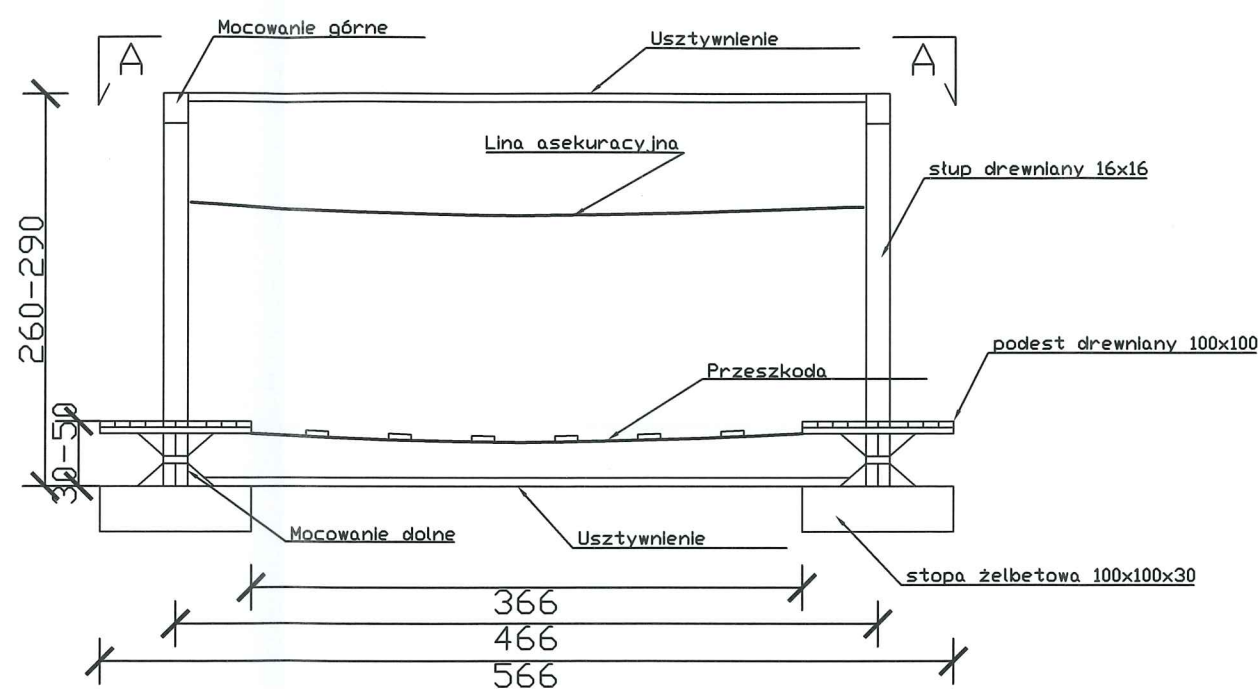 Mocowanie górne
Usztywnienie
A
A
Lina asekuracyjna
słup drewniany 16x16
260-290
podest drewniany 100x100
Przeszkoda
30-50
Mocowanie dolne
Usztywnienie
stopa żelbetowa 100x100x30
366
466
566